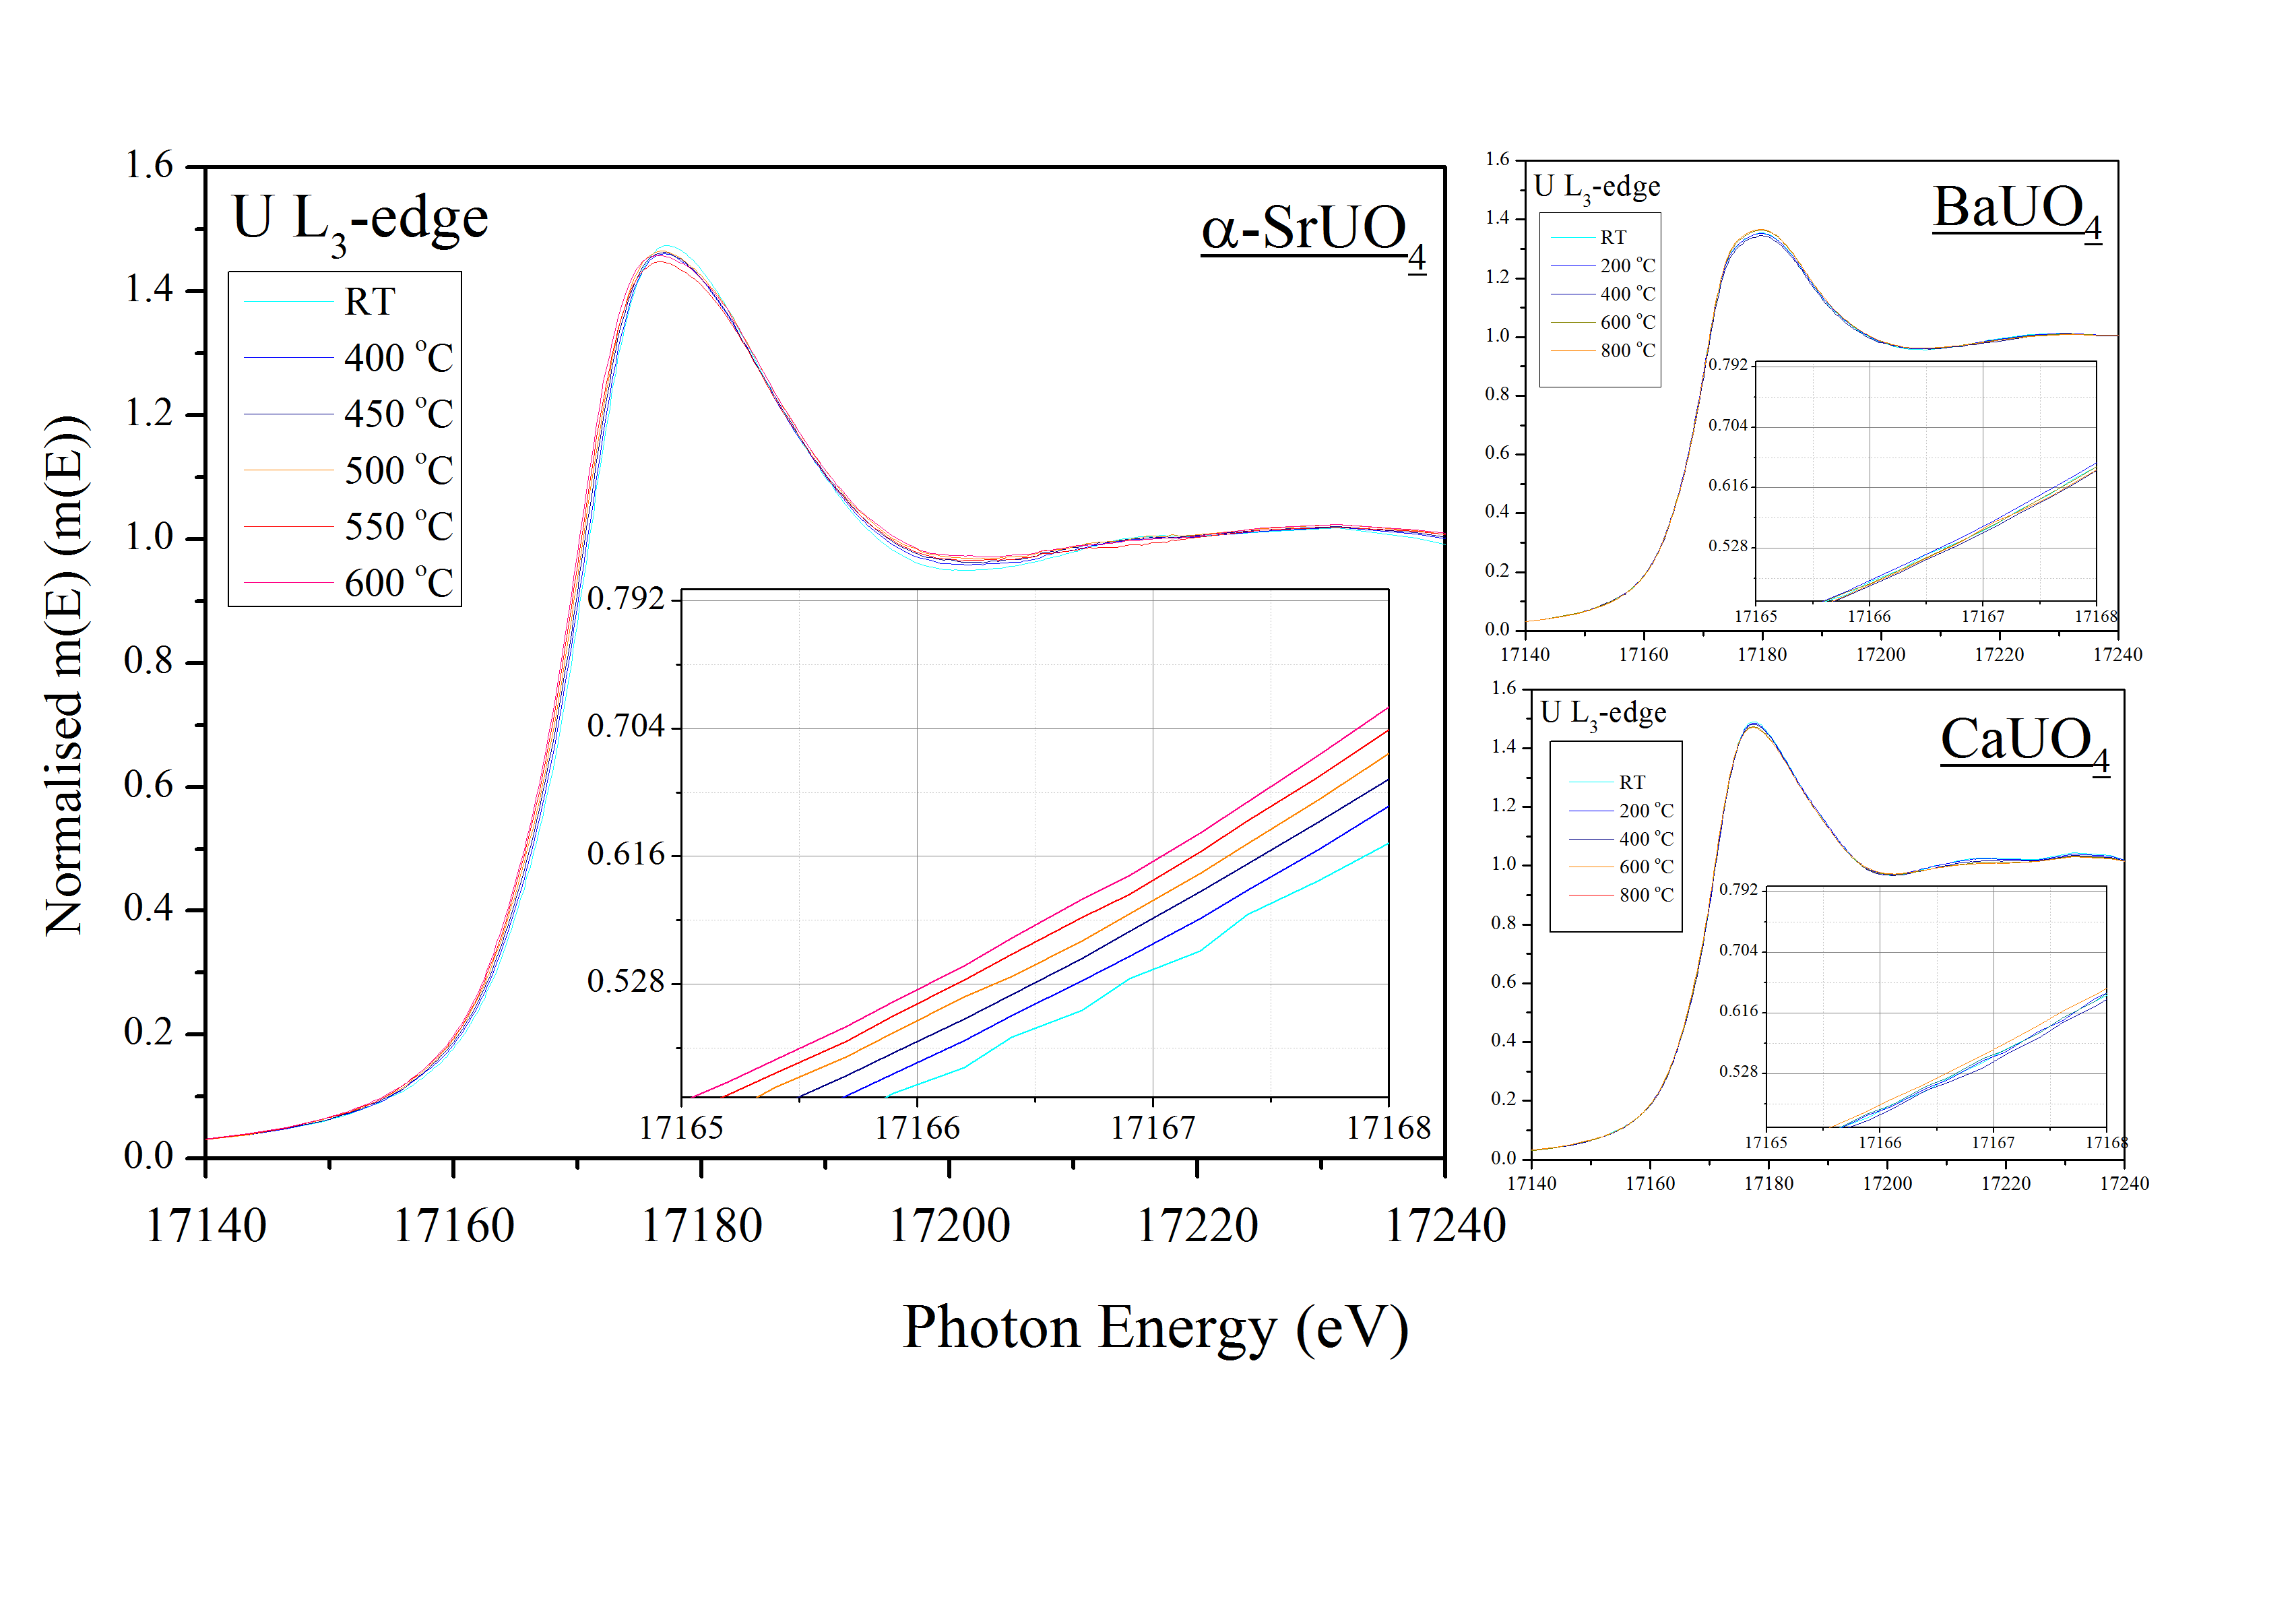 Normalised m(E) (m(E))
1.6
1.4
1.2
1.0
0.8
0.6
0.4
0.2
0.0
U L3-edge
α-SrUO4
RT
400 °C
450 °C
500 °C
550 °C
600 °C
0.792
0.704
0.616
0.528
17165 17166 17167 17168
17140 17160 17180 17200 17220 17240
1.6
1.4
1.2
1.0
0.8
0.6
0.4
0.2
0.0
U L3-edge
BaUO4
RT
200 °C
400 °C
600 °C
800 °C
0.792
0.704
0.616
0.528
17165 17166 17167 17168
17140 17160 17180 17200 17220 17240
1.6
1.4
1.2
1.0
0.8
0.6
0.4
0.2
0.0
U L3-edge
CaUO4
RT
200 °C
400 °C
600 °C
800 °C
0.792
0.704
0.616
0.528
17165 17166 17167 17168
17140 17160 17180 17200 17220 17240
Photon Energy (eV)